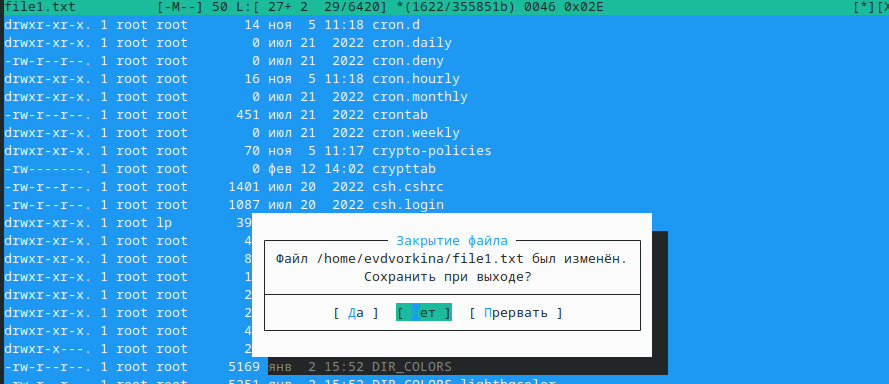 file1.txt [-M--] 50 L:[ 27+ 2 29/6420] *(1622/355851b) 0046 0x02E [*][X
drwxr-xr-x. 1 root root 14 ноя 5 11:18 cron.d
drwxr-xr-x. 1 root root 0 июл 21 2022 cron.daily
-rw-r--r--. 1 root root 0 июл 21 2022 cron.deny
drwxr-xr-x. 1 root root 16 ноя 5 11:18 cron.hourly
drwxr-xr-x. 1 root root 0 июл 21 2022 cron.monthly
-rw-r--r--. 1 root root 451 июл 21 2022 crontab
drwxr-xr-x. 1 root root 0 июл 21 2022 cron.weekly
drwxr-xr-x. 1 root root 70 ноя 5 11:17 crypto-policies
-rw-------. 1 root root 0 фев 12 14:02 crypttab
-rw-r--r--. 1 root root 1401 июл 20 2022 csh.cshrc
-rw-r--r--. 1 root root 1087 июл 20 2022 csh.login
drwxr-xr-x. 1 root lp 39
drwxr-xr-x. 1 root root 4
drwxr-xr-x. 1 root root 8
drwxr-xr-x. 1 root root 1
drwxr-xr-x. 1 root root 2
drwxr-xr-x. 1 root root 2
drwxr-xr-x. 1 root root 4
drwxr-x---. 1 root root 2
Закрытие файла
Файл /home/evdvorkina/file1.txt был изменён.
Сохранить при выходе?
[ Да ] [ Нет ] [ Прервать ]
-rw-r--r--. 1 root root 5169 янв 2 15:52 DIR_COLORS
-rw-r--r--. 1 root root 5251 янв 2 15:52 DIR_COLORS.lightbgcolor